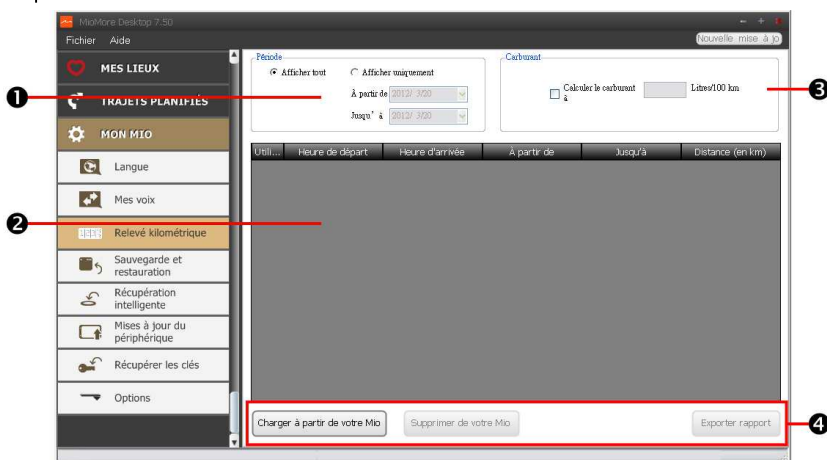 MioMore Desktop 7.50
Fichier Aide
Nouvelle mise à jo
MES LIEUX
TRAJETS PLANIFIÉS
MON MIO
Langue
Mes voix
Relevé kilométrique
Sauvegarde et
restauration
Récupération
intelligente
Mises à jour du
périphérique
Récupérer les clés
Options
Période
Afficher tout Afficher uniquement
À partir de 2012/ 3/20
Jusqu' à 2012/ 3/20
Carburant
Calculer le carburant Litres/100 km
à
Utili... Heure de départ Heure d'arrivée À partir de Jusqu'à Distance (en km)
Charger à partir de votre Mio Supprimer de votre Mio Exporter rapport
1
2
3
4